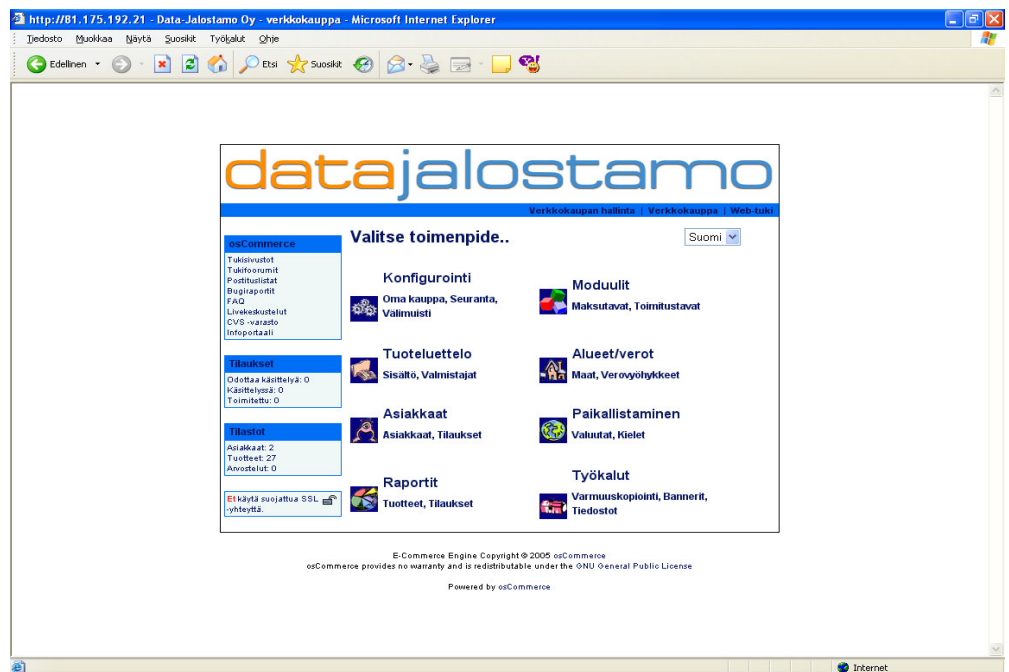 http://81.175.192.21 - Data-Jalostamo Oy - verkkokauppa - Microsoft Internet Explorer
Tiedosto Muokkaa Näytä Suosikit Työkalut Ohje
Edellinen Etsi Suosikit
datajalostamo
Verkkokaupan hallinta | Verkkokauppa | Web-tuki
osCommerce
Tukisivustot
Tukifoorumit
Postituslistat
Bugiraportit
FAQ
Livekeskustelut
CVS -varasto
Infoportaali
Tilaukset
Odottaa käsittelyä: 0
Käsittelyssä: 0
Toimitettu: 0
Tilastot
Asiakkaat: 2
Tuotteet: 27
Arvostelut: 0
Et käytä suojattua SSL
-yhteyttä.
Valitse toimenpide..
Suomi
Konfigurointi
Oma kauppa, Seuranta,
Välimuisti
Moduulit
Maksutavat, Toimitustavat
Tuoteluettelo
Sisältö, Valmistajat
Alueet/verot
Maat, Verovyöhykkeet
Asiakkaat
Asiakkaat, Tilaukset
Paikallistaminen
Valuutat, Kielet
Raportit
Tuotteet, Tilaukset
Työkalut
Varmuuskopiointi, Bannerit,
Tiedostot
E-Commerce Engine Copyright © 2005 osCommerce
osCommerce provides no warranty and is redistributable under the GNU General Public License
Powered by osCommerce
Internet